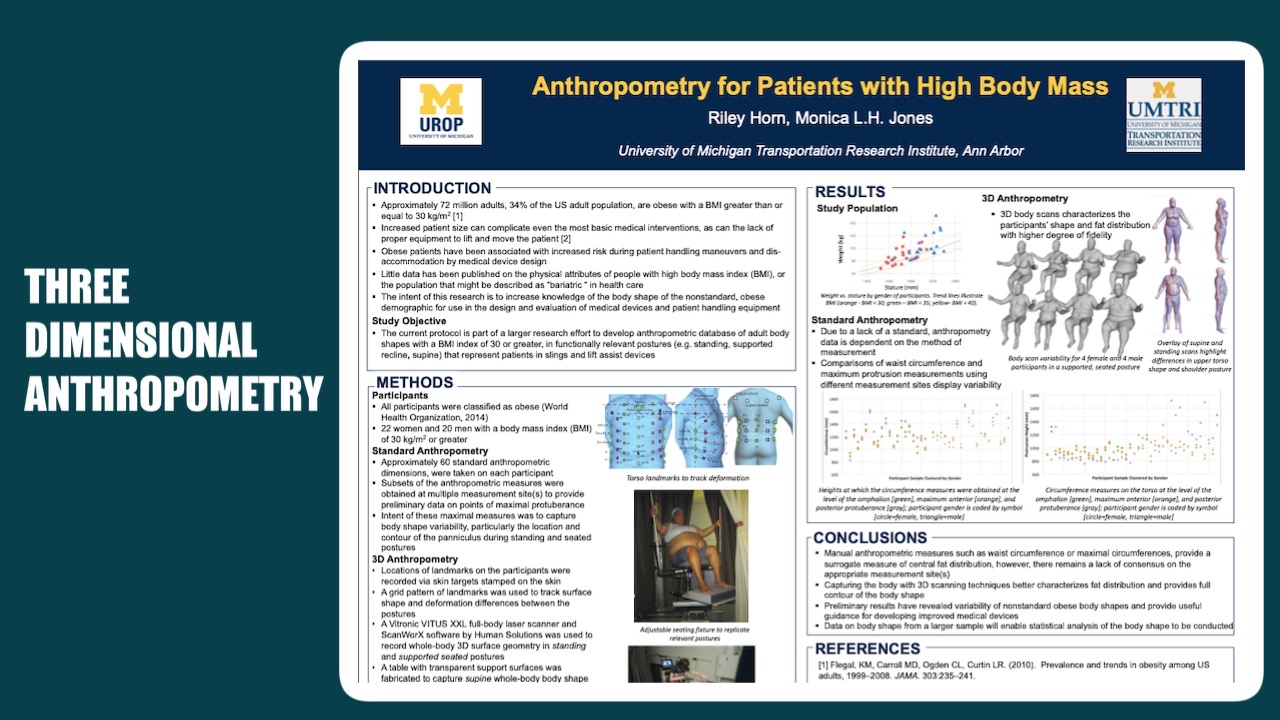 THREE
DIMENSIONAL
ANTHROPOMETRY
M
UROP
UNIVERSITY OF MICHIGAN
Anthropometry for Patients with High Body Mass
Riley Horn, Monica L.H. Jones
University of Michigan Transportation Research Institute, Ann Arbor
M
UMTRI
UNIVERSITY OF MICHIGAN
TRANSPORTATION
RESEARCH INSTITUTE
INTRODUCTION
• Approximately 72 million adults, 34% of the US adult population, are obese with a BMI greater than or
equal to 30 kg/m² [1]
• Increased patient size can complicate even the most basic medical interventions, as can the lack of
proper equipment to lift and move the patient [2]
• Obese patients have been associated with increased risk during patient handling maneuvers and dis-
accommodation by medical device design
• Little data has been published on the physical attributes of people with high body mass index (BMI), or
the population that might be described as "bariatric " in health care
• The intent of this research is to increase knowledge of the body shape of the nonstandard, obese
demographic for use in the design and evaluation of medical devices and patient handling equipment
Study Objective
• The current protocol is part of a larger research effort to develop anthropometric database of adult body
shapes with a BMI index of 30 or greater, in functionally relevant postures (e.g. standing, supported
recline, supine) that represent patients in slings and lift assist devices
METHODS
Participants
• All participants were classified as obese (World
Health Organization, 2014)
• 22 women and 20 men with a body mass index (BMI)
of 30 kg/m² or greater
Standard Anthropometry
• Approximately 60 standard anthropometric
dimensions, were taken on each participant
• Subsets of the anthropometric measures were
obtained at multiple measurement site(s) to provide
preliminary data on points of maximal protuberance
• Intent of these maximal measures was to capture
body shape variability, particularly the location and
contour of the panniculus during standing and seated
postures
3D Anthropometry
• Locations of landmarks on the participants were
recorded via skin targets stamped on the skin
• A grid pattern of landmarks was used to track surface
shape and deformation differences between the
postures
• A Vitronic VITUS XXL full-body laser scanner and
ScanWorX software by Human Solutions was used to
record whole-body 3D surface geometry in standing
and supported seated postures
• A table with transparent support surfaces was
fabricated to capture supine whole-body body shape
Torso landmarks to track deformation
Adjustable seating fixture to replicate
relevant postures
RESULTS
Study Population
Weight (kg)
Stature (mm)
Weight vs. stature by gender of participants. Trend lines illustrate
BMI (orange - BMI = 30; green – BMI = 35; yellow- BMI = 40).
3D Anthropometry
• 3D body scans characterizes the
participants' shape and fat distribution
with higher degree of fidelity
Body scan variability for 4 female and 4 male
participants in a supported, seated posture
Overlay of supine and
standing scans highlight
differences in upper torso
shape and shoulder posture
Standard Anthropometry
• Due to a lack of a standard, anthropometry
data is dependent on the method of
measurement
• Comparisons of waist circumference and
maximum protrusion measurements using
different measurement sites display variability
Participant Sample Clustered by Gender
Participant Sample Clustered by Gender
Heights at which the circumference measures were obtained at the
level of the omphalion [green], maximum anterior [orange], and
posterior protuberance [gray]; participant gender is coded by symbol
[circle=female, triangle=male]
Circumference measures on the torso at the level of the
omphalion [green], maximum anterior [orange], and posterior
protuberance [gray]; participant gender is coded by symbol
[circle=female, triangle=male]
CONCLUSIONS
• Manual anthropometric measures such as waist circumference or maximal circumferences, provide a
surrogate measure of central fat distribution, however, there remains a lack of consensus on the
appropriate measurement site(s)
• Capturing the body with 3D scanning techniques better characterizes fat distribution and provides full
contour of the body shape
• Preliminary results have revealed variability of nonstandard obese body shapes and provide useful
guidance for developing improved medical devices
• Data on body shape from a larger sample will enable statistical analysis of the body shape to be conducted
REFERENCES
[1] Flegal, KM, Carroll MD, Ogden CL, Curtin LR. (2010). Prevalence and trends in obesity among US
adults, 1999–2008. JAMA. 303:235–241.